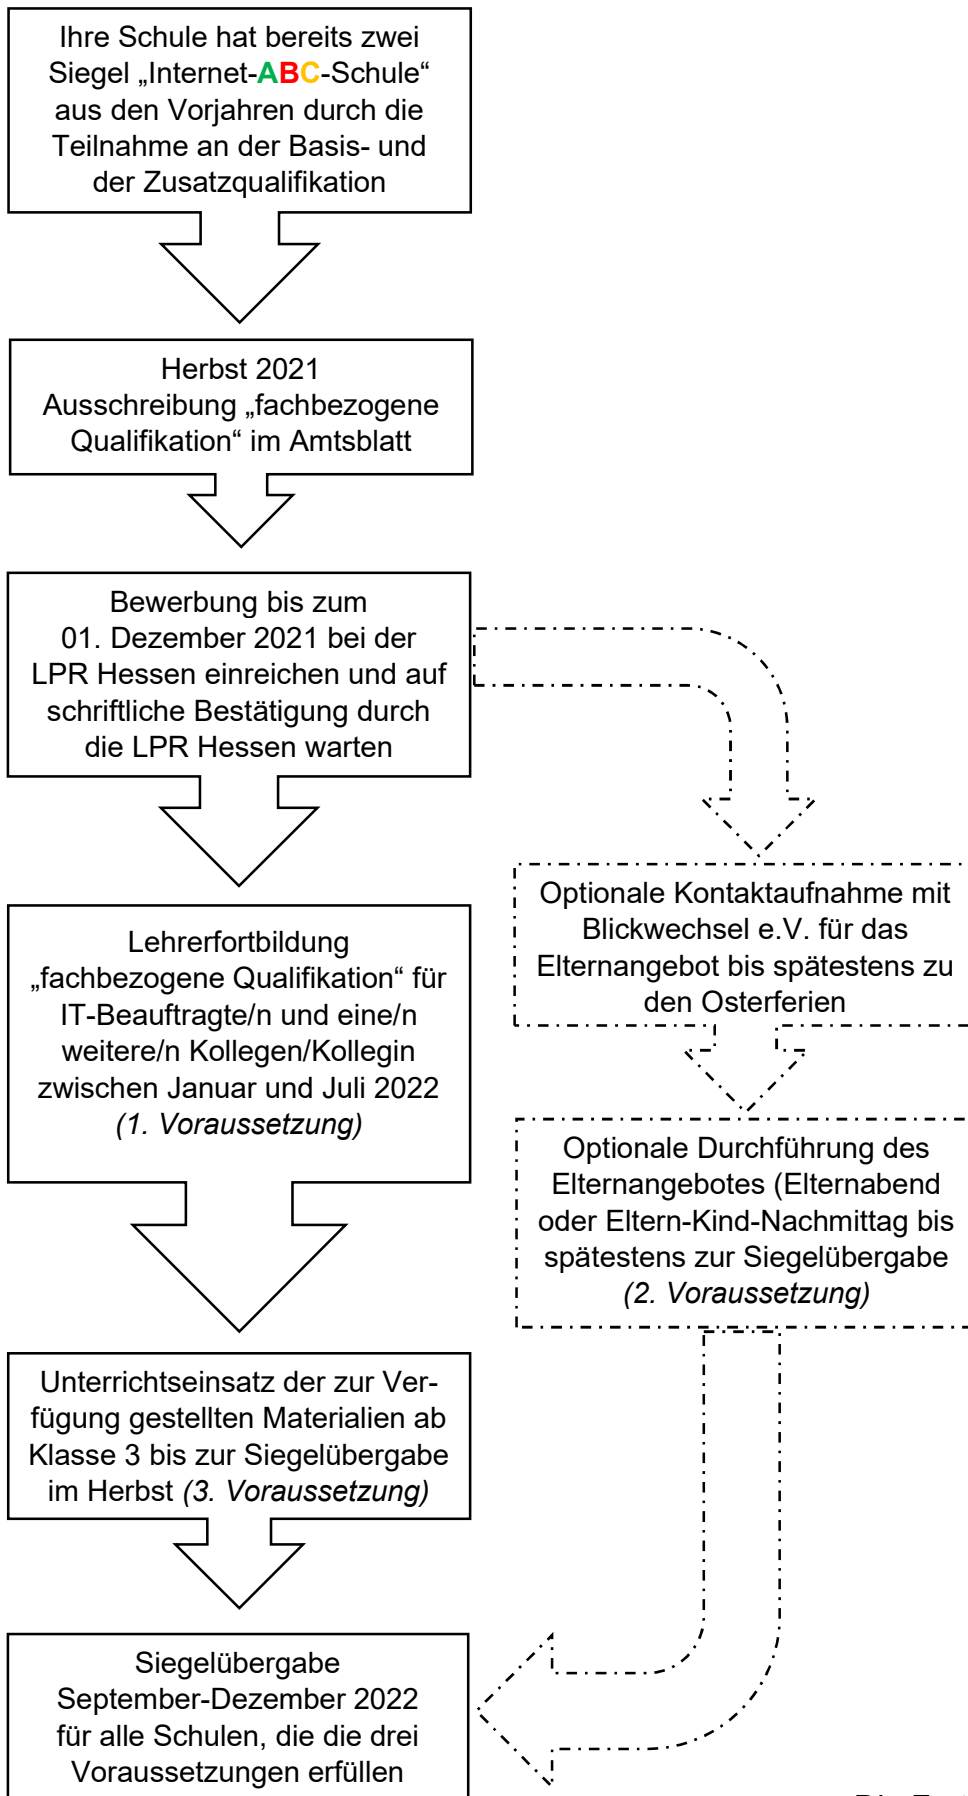 Ihre Schule hat bereits zwei
Siegel „Internet-ABC-Schule“
aus den Vorjahren durch die
Teilnahme an der Basis- und
der Zusatzqualifikation
Herbst 2021
Ausschreibung „fachbezogene
Qualifikation“ im Amtsblatt
Bewerbung bis zum
01. Dezember 2021 bei der
LPR Hessen einreichen und auf
schriftliche Bestätigung durch
die LPR Hessen warten
Lehrerfortbildung
„fachbezogene Qualifikation“ für
IT-Beauftragte/n und eine/n
weitere/n Kollegen/Kollegin
zwischen Januar und Juli 2022
(1. Voraussetzung)
Optionale Kontaktaufnahme mit
Blickwechsel e.V. für das
Elternangebot bis spätestens zu
den Osterferien
Optionale Durchführung des
Elternangebotes (Elternabend
oder Eltern-Kind-Nachmittag bis
spätestens zur Siegelübergabe
(2. Voraussetzung)
Unterrichtseinsatz der zur Ver-
fügung gestellten Materialien ab
Klasse 3 bis zur Siegelübergabe
im Herbst (3. Voraussetzung)
Siegelübergabe
September-Dezember 2022
für alle Schulen, die die drei
Voraussetzungen erfüllen